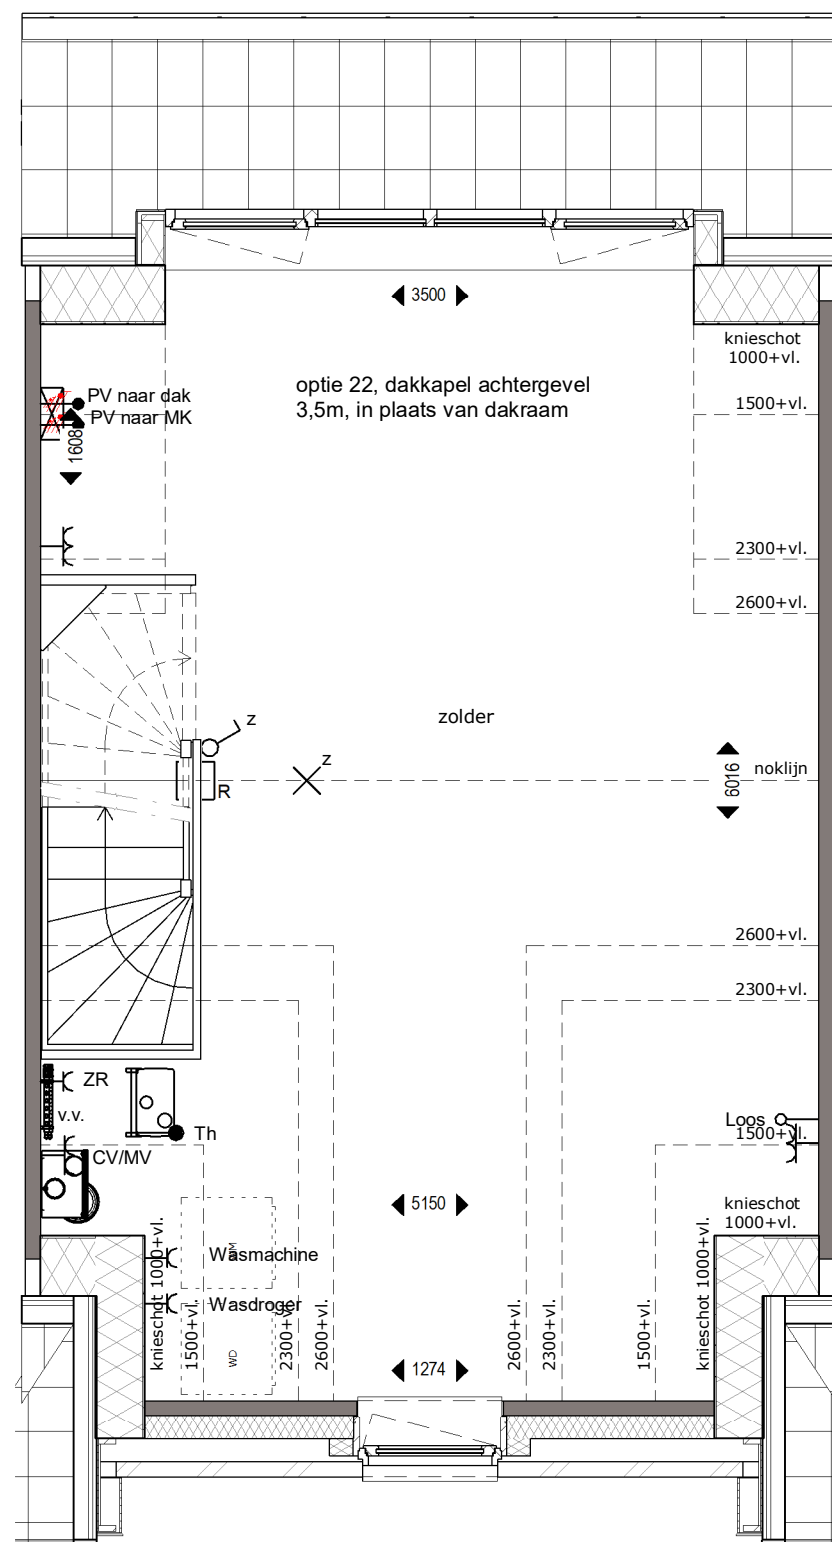 3500
knieschot
1000+vl.
optie 22, dakkapel achtergevel
3,5m, in plaats van dakraam
PV naar dak
PV naar MK
1500+vl.
1608
2300+vl.
2600+vl.
zolder
z
z
noklijn
R
6016
2600+vl.
2300+vl.
ZR
v.v.
Th
Loos
1500+vl.
CV/MV
5150
knieschot
1000+vl.
Wasmachine
WM
Wasdroger
WD
knieschot 1000+vl.
1500+vl.
2300+vl.
2600+vl.
1274
2600+vl.
2300+vl.
1500+vl.
knieschot 1000+vl.